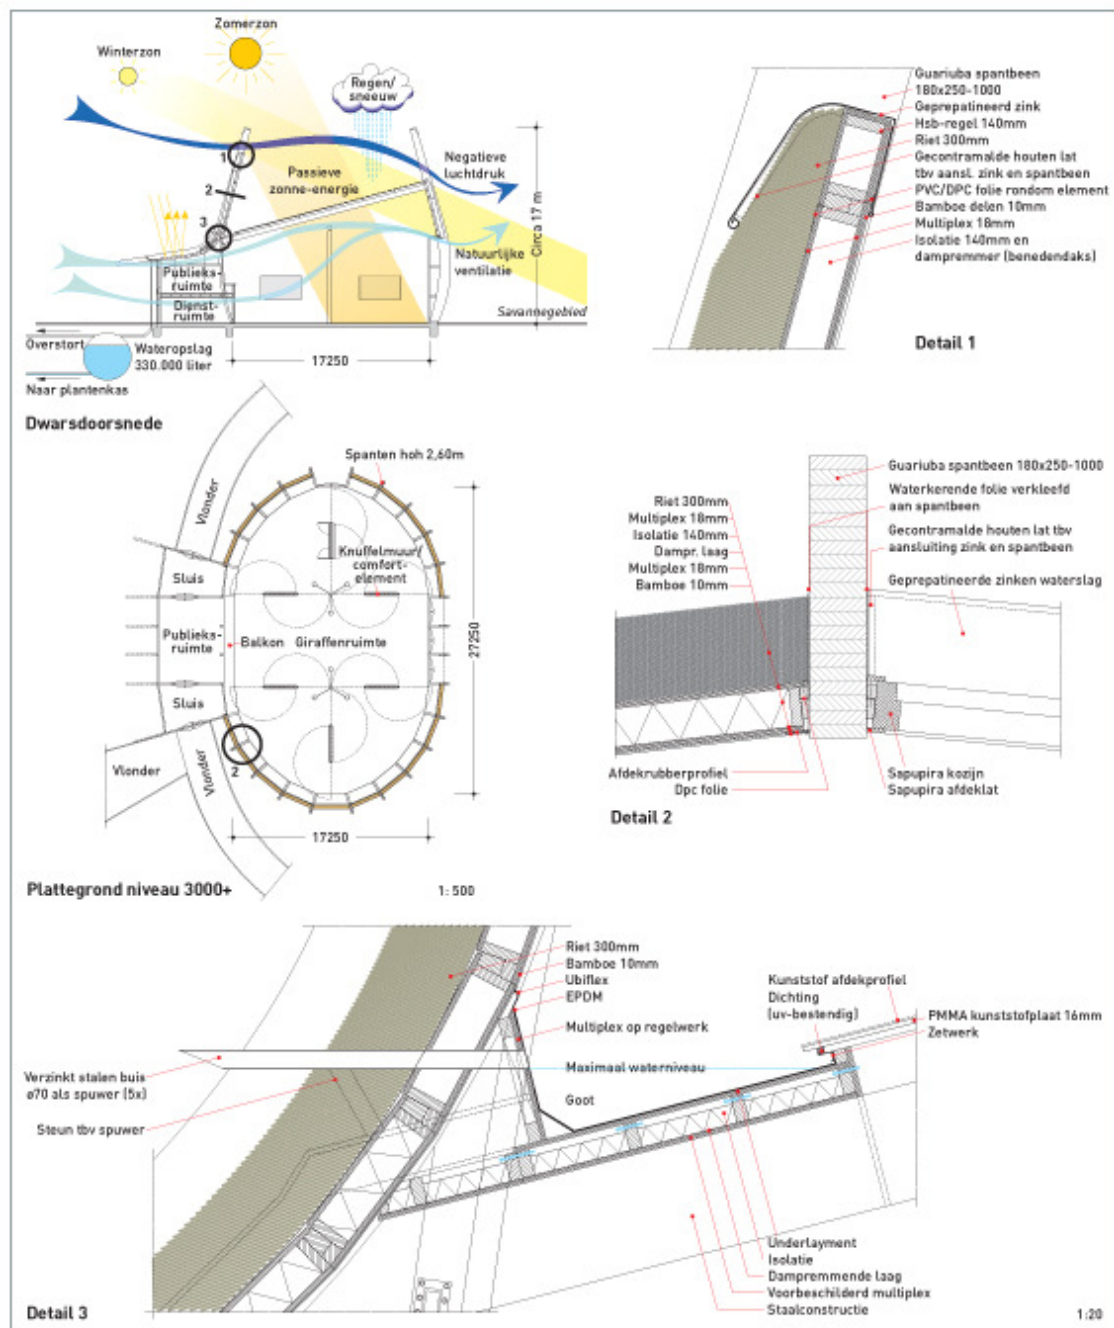 Zomerzon
Winterzon
Regen/
sneeuw
1
Passieve
zonne-energie
Negatieve
luchtdruk
2
3
Circa 17 m
Natuurlijke
ventilatie
Publieks-
ruimte
Dienst-
ruimte
Savannegebied
Overstort
Wateropslag
330.000 liter
17250
Naar plantenkas
Dwarsdoorsnede
Guariuba spantbeen
180x250-1000
Geprepatineerd zink
Hsb-regel 140mm
Riet 300mm
Gecontramalde houten lat
tbv aansl. zink en spantbeen
PVC/DPC folie rondom element
Bamboe delen 10mm
Multiplex 18mm
Isolatie 140mm en
dampremmer (benedendaks)
Detail 1
Spanten hoh 2,60m
Vlonder
Knuffelmuur/
comfort-
element
Sluis
Publieks-
ruimte
Balkon
Giraffenruimte
27250
Sluis
2
Vlonder
Vlonder
17250
Plattegrond niveau 3000+
1: 500
Guariuba spantbeen 180x250-1000
Waterkerende folie verkleefd
aan spantbeen
Gecontramalde houten lat tbv
aansluiting zink en spantbeen
Geprepatineerde zinken waterslag
Riet 300mm
Multiplex 18mm
Isolatie 140mm
Dampr. laag
Multiplex 18mm
Bamboe 10mm
Afdekrubberprofiel
Dpc folie
Sapupira kozijn
Sapupira afdeklat
Detail 2
Riet 300mm
Bamboe 10mm
Ubiflex
EPDM
Multiplex op regelwerk
Maximaal waterniveau
Goot
Kunststof afdekprofiel
Dichting
(uv-bestendig)
PMMA kunststofplaat 16mm
Zetwerk
Verzinkt stalen buis
ø70 als spuwer (5x)
Steun tbv spuwer
Underlayment
Isolatie
Dampremmende laag
Voorbeschilderd multiplex
Staalconstructie
Detail 3
1:20